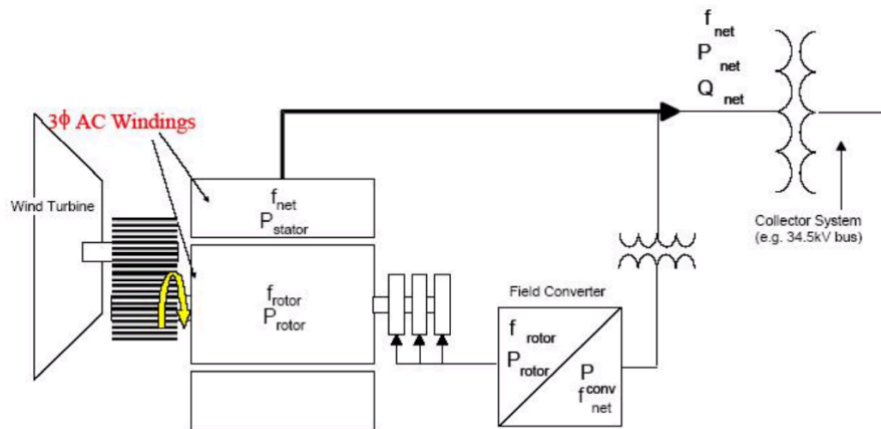 f net
P net
Q net
3ϕ AC Windings
Wind Turbine
f net
P stator
Collector System
(e.g. 34.5kV bus)
f rotor
P rotor
Field Converter
f rotor
P rotor
P conv
f net